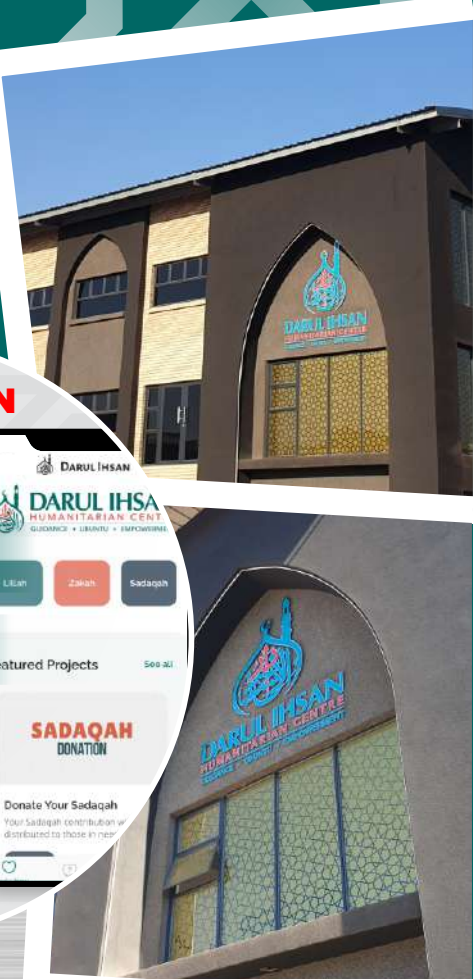 DARUL IHSAN
HUMANITARIAN CENTRE
N
DARUL IHSAN
DARUL IHSA
HUMANITARIAN CENT
GUIDANCE • UBUNTU • EMPOWERME
Lillah
Zakah
Sadaqah
eatured Projects
See all
SADAQAH
DONATION
Donate Your Sadaqah
Your Sadaqah contribution w
distributed to those in nee
DARUL IHSAN
HUMANITARIAN CENTRE
GUIDANCE • UBUNTU • EMPOWERMENT